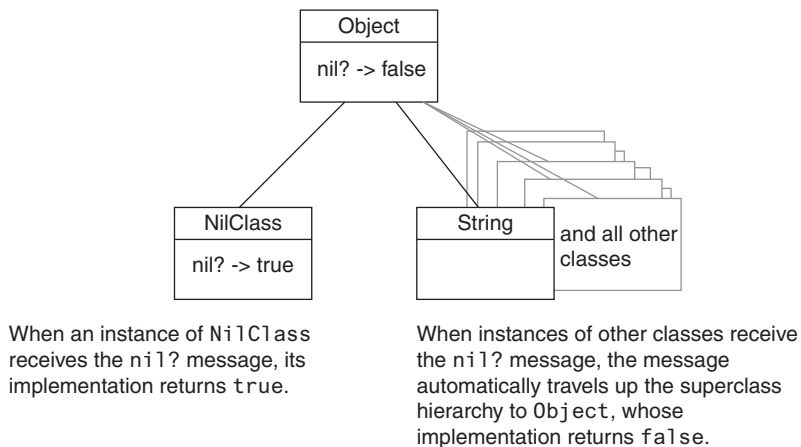 Object
nil? -> false
NilClass
nil? -> true
String
and all other
classes
When an instance of NilClass
receives the nil? message, its
implementation returns true.
When instances of other classes receive
the nil? message, the message
automatically travels up the superclass
hierarchy to Object, whose
implementation returns false.